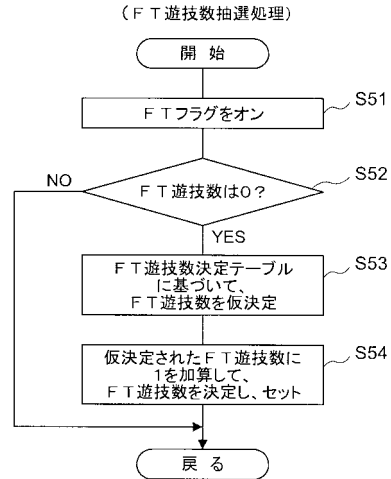 （ＦＴ遊技数抽選処理）
開 始
ＦＴフラグをオン
S51
ＦＴ遊技数は０？
S52
NO
YES
ＦＴ遊技数決定テーブル
に基づいて、
ＦＴ遊技数を仮決定
S53
仮決定されたＦＴ遊技数に
１を加算して、
ＦＴ遊技数を決定し、セット
S54
戻 る